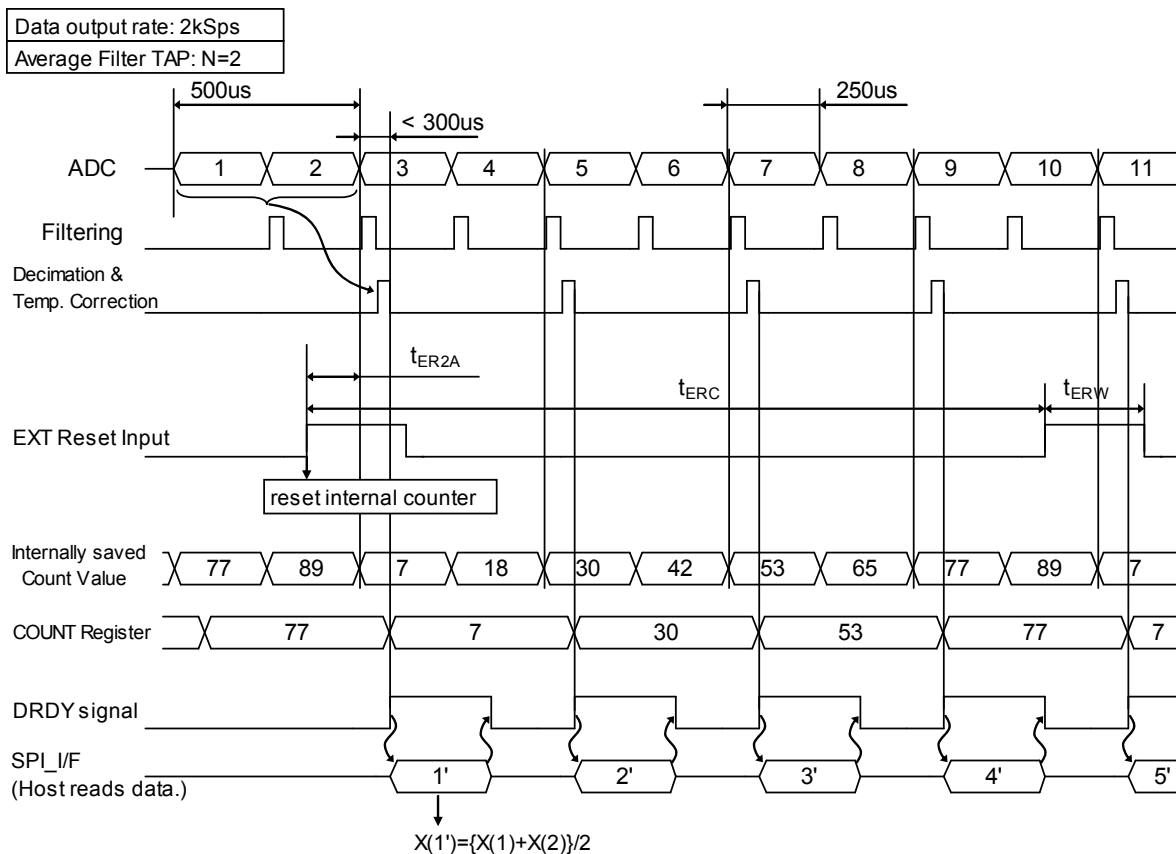 Data output rate: 2kSps
Average Filter TAP: N=2
500us
250us
< 300us
ADC 1 2 3 4 5 6 7 8 9 10 11
Filtering
Decimation &
Temp. Correction
tER2A
tERC
tERW
EXT Reset Input
reset internal counter
Internally saved
Count Value
77 89 7 18 30 42 53 65 77 89 7
COUNT Register 77 7 30 53 77 7
DRDY signal
SPI_I/F
(Host reads data.)
1' 2' 3' 4' 5'
X(1')={X(1)+X(2)}/2